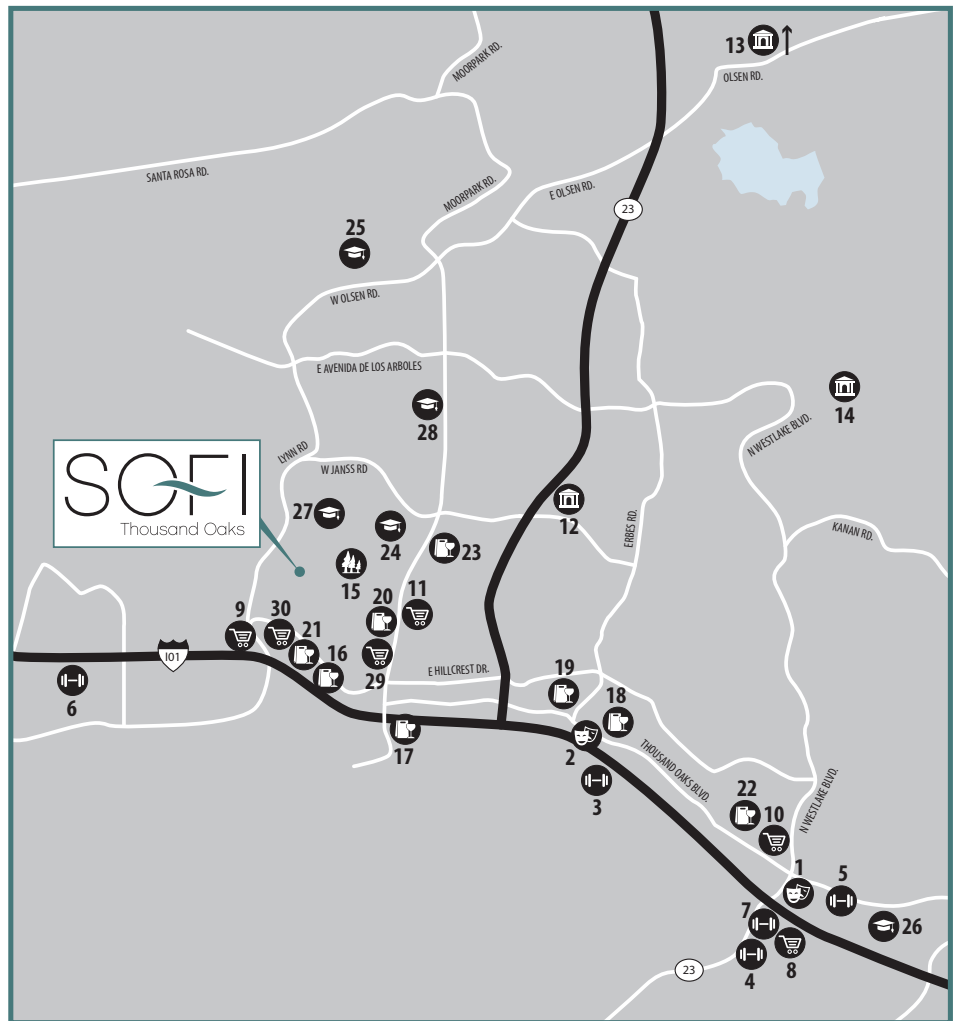 MOORPARK RD.
13
OLSEN RD.
SANTA ROSA RD.
MOORPARK RD.
E OLSEN RD.
23
25
W OLSEN RD.
E AVENIDA DE LOS ARBOLES
14
28
N WESTLAKE BLVD.
LYNN RD
W JANSS RD
SOFI
Thousand Oaks
27
24
12
ERBES RD.
KANAN RD.
23
15
20
11
9
30
21
16
29
101
6
E HILLCREST DR.
19
18
17
2
3
THOUSAND OAKS BLVD.
22
10
N WESTLAKE BLVD.
1
5
7
26
4
8
23